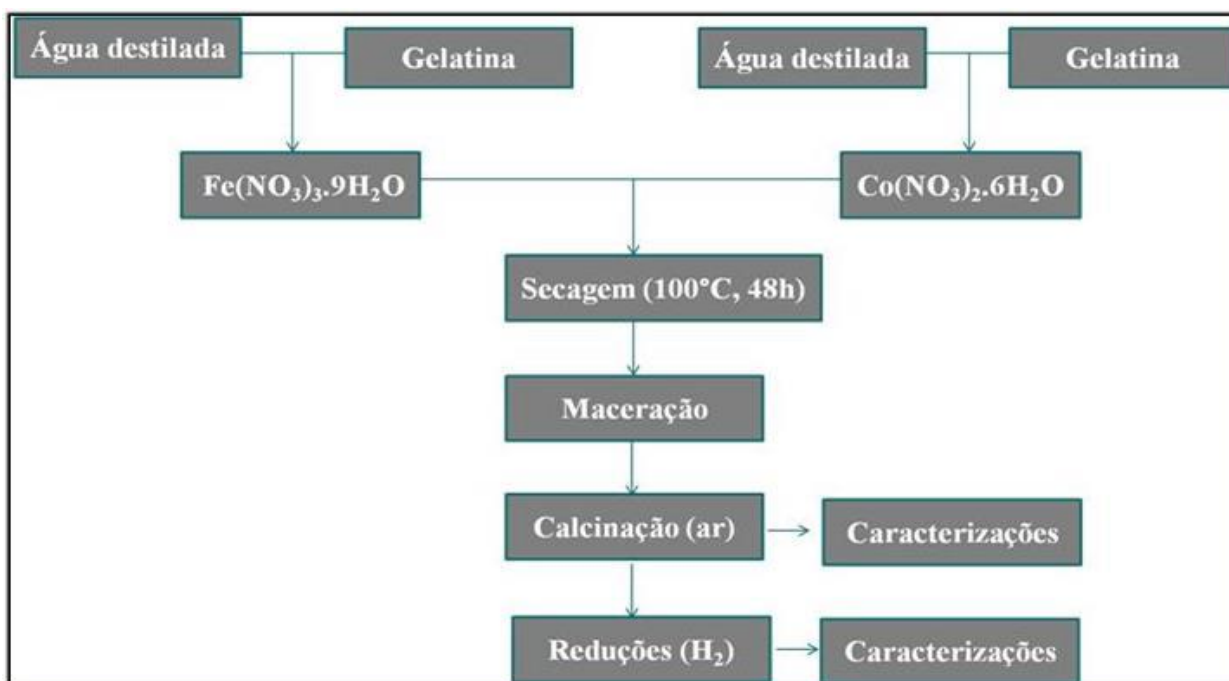 Água destilada
Gelatina
Água destilada
Gelatina
Fe(NO₃)₃.9H₂O
Co(NO₃)₂.6H₂O
Secagem (100°C, 48h)
Maceração
Calcinação (ar)
Caracterizações
Reduções (H₂)
Caracterizações